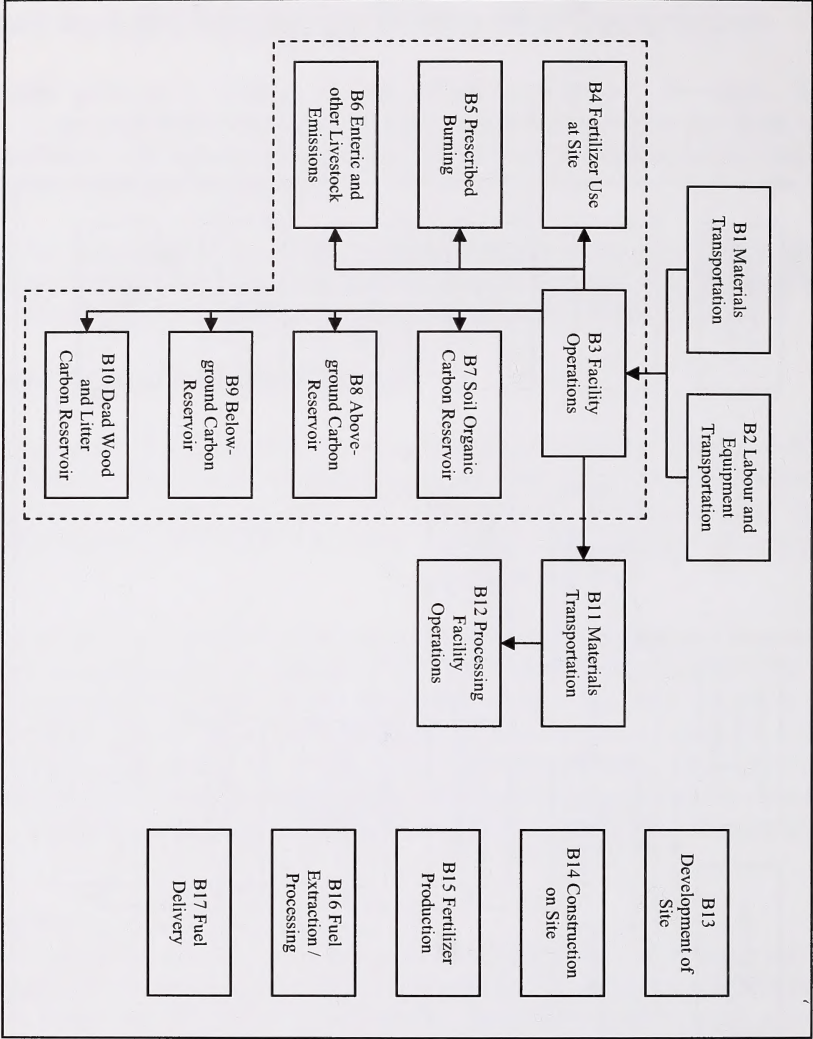 B1 Materials
Transportation
B2 Labour and
Equipment
Transportation
B4 Fertilizer Use
at Site
B3 Facility
Operations
B11 Materials
Transportation
B5 Prescribed
Burning
B7 Soil Organic
Carbon Reservoir
B12 Processing
Facility
Operations
B6 Enteric and
other Livestock
Emissions
B8 Above-
ground Carbon
Reservoir
B9 Below-
ground Carbon
Reservoir
B10 Dead Wood
and Litter
Carbon Reservoir
B13
Development of
Site
B14 Construction
on Site
B15 Fertilizer
Production
B16 Fuel
Extraction /
Processing
B17 Fuel
Delivery